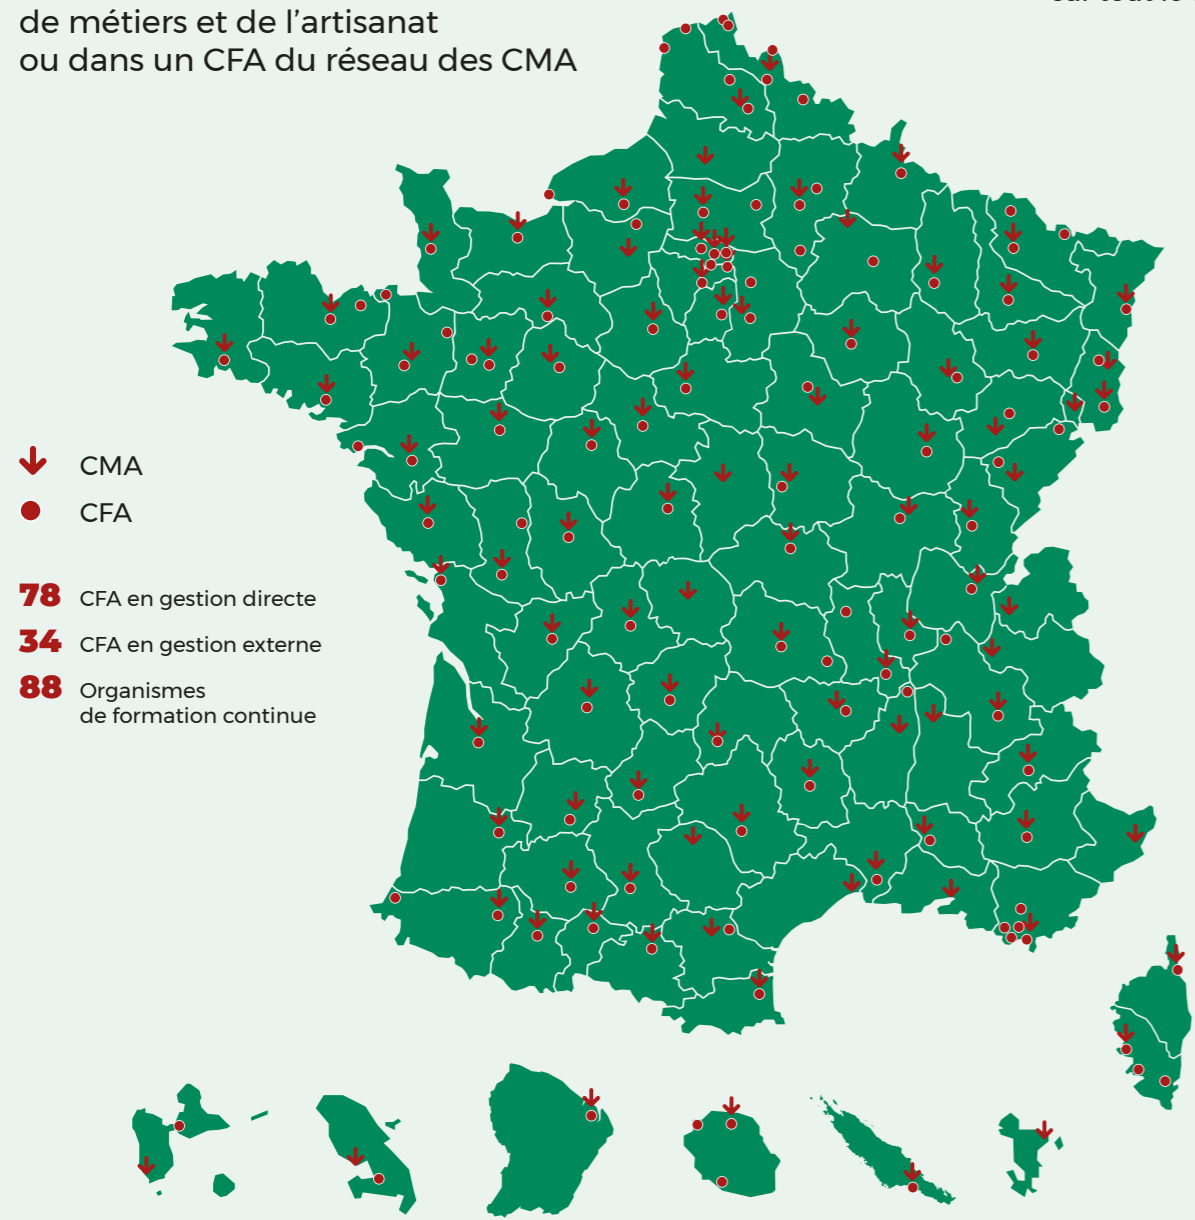 de métiers et de l'artisanat
ou dans un CFA du réseau des CMA
CMA
CFA
78 CFA en gestion directe
34 CFA en gestion externe
88 Organismes
de formation continue